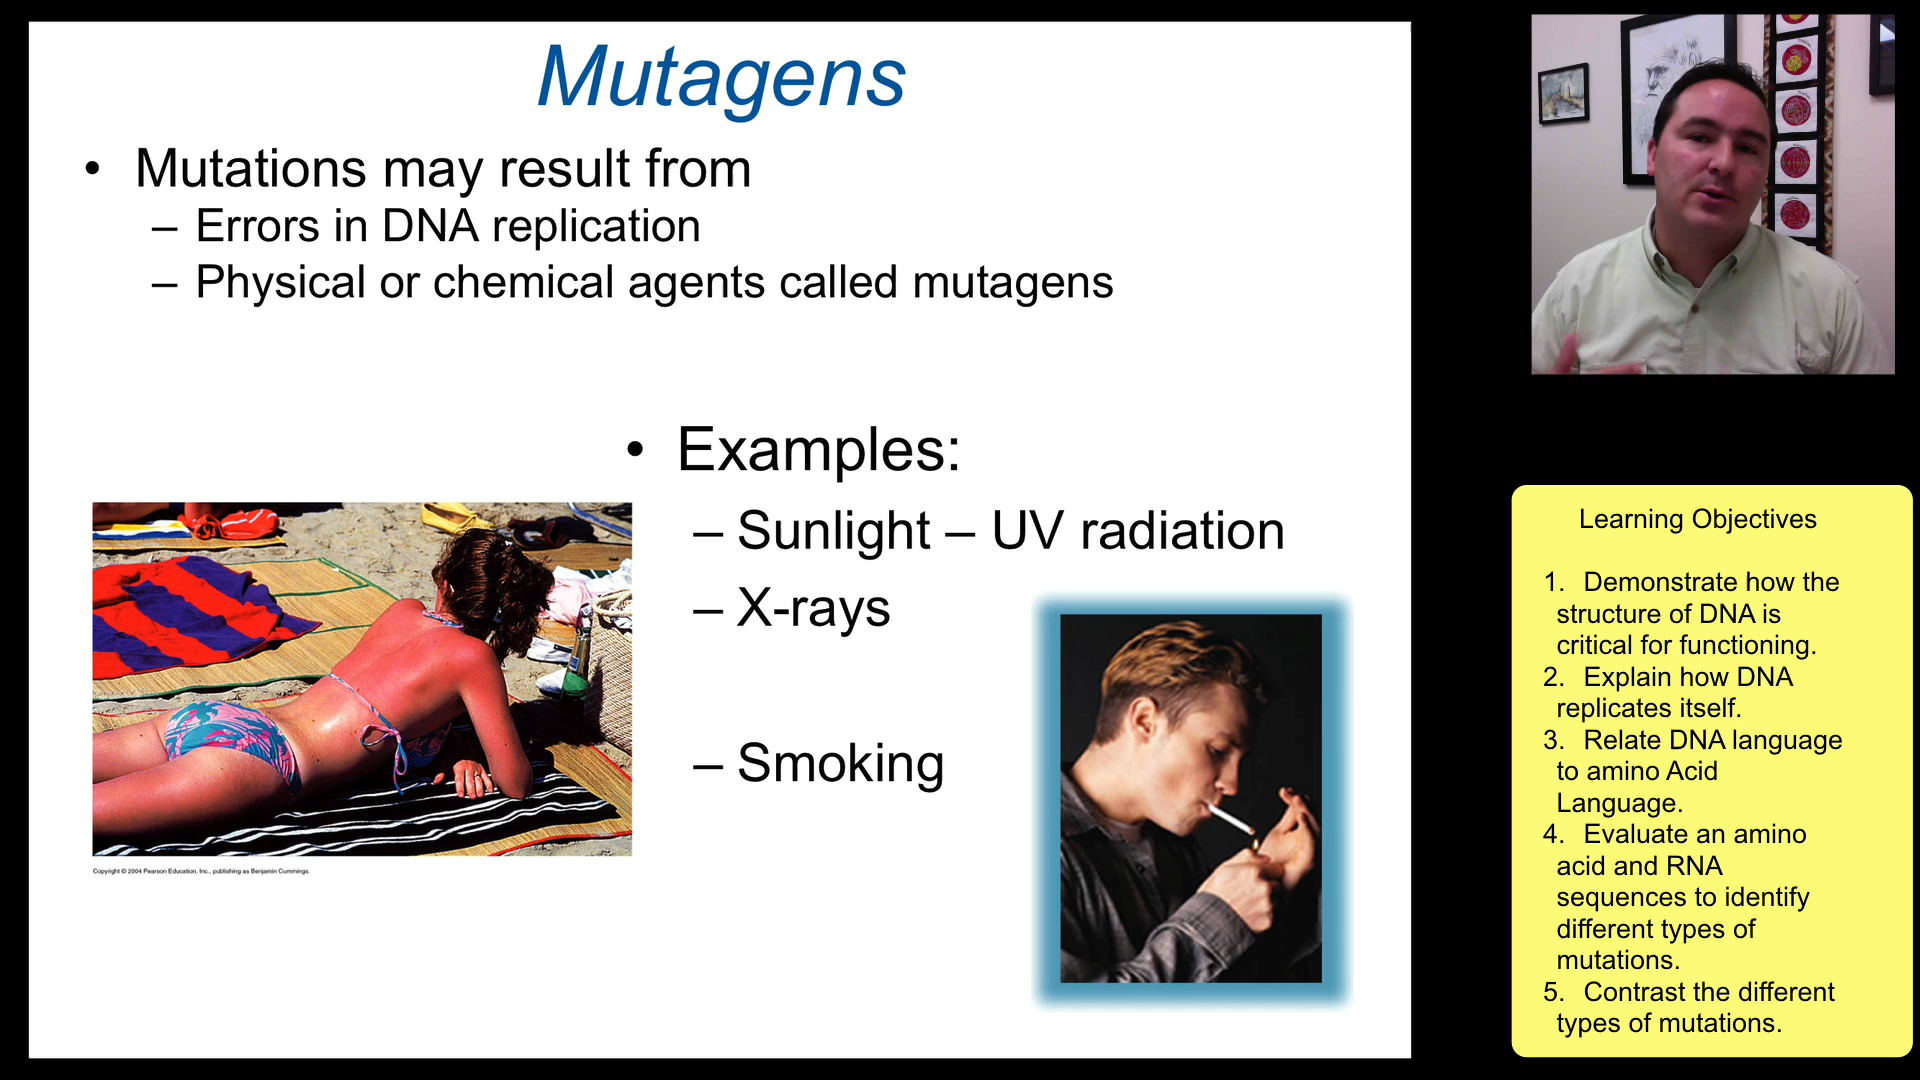 Mutagens
• Mutations may result from
– Errors in DNA replication
– Physical or chemical agents called mutagens
• Examples:
– Sunlight – UV radiation
– X-rays
– Smoking
Copyright © 2004 Pearson Education, Inc., publishing as Benjamin Cummings.
Learning Objectives
1. Demonstrate how the
structure of DNA is
critical for functioning.
2. Explain how DNA
replicates itself.
3. Relate DNA language
to amino Acid
Language.
4. Evaluate an amino
acid and RNA
sequences to identify
different types of
mutations.
5. Contrast the different
types of mutations.